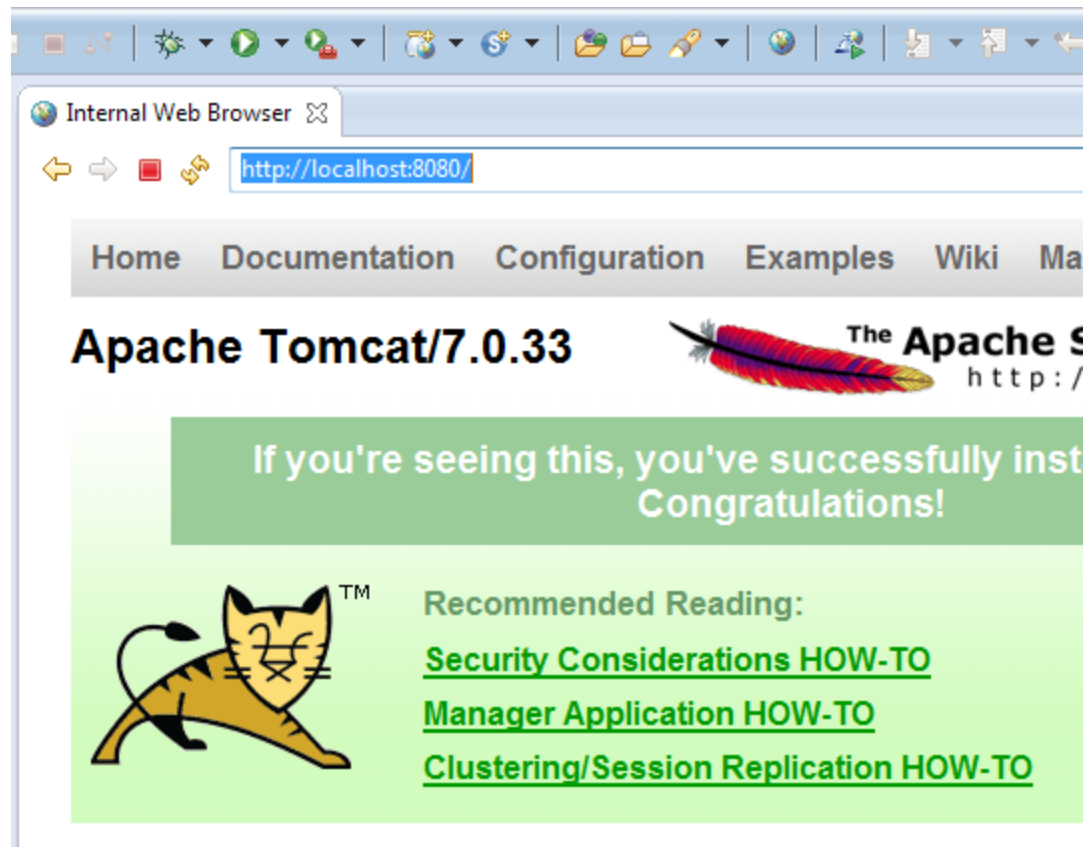 Internal Web Browser
http://localhost:8080/
Home Documentation Configuration Examples Wiki Ma
Apache Tomcat/7.0.33
The Apache S
http:/
If you're seeing this, you've successfully inst
Congratulations!
TM
Recommended Reading:
Security Considerations HOW-TO
Manager Application HOW-TO
Clustering/Session Replication HOW-TO